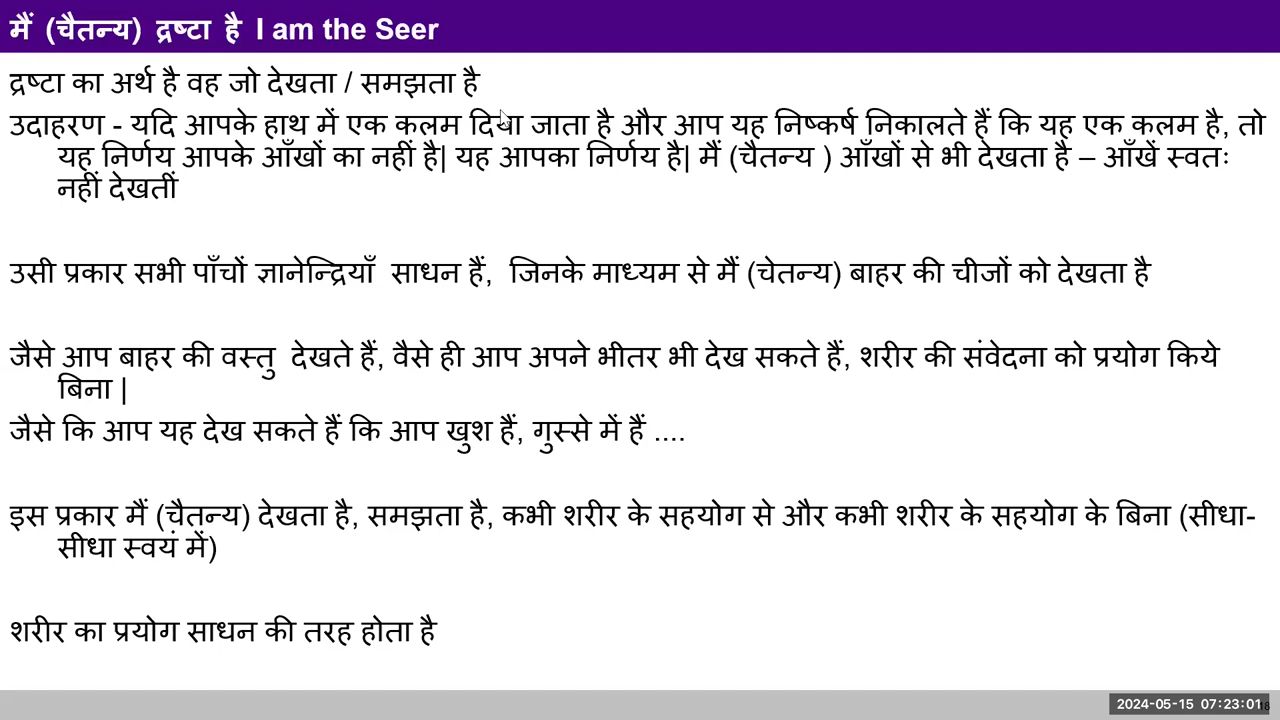 मैं (चैतन्य) द्रष्टा है I am the Seer
द्रष्टा का अर्थ है वह जो देखता / समझता है
उदाहरण - यदि आपके हाथ में एक कलम दिया जाता है और आप यह निष्कर्ष निकालते हैं कि यह एक कलम है, तो
यह निर्णय आपके आँखों का नहीं है| यह आपका निर्णय है| मैं (चैतन्य ) आँखों से भी देखता है – आँखें स्वतः
नहीं देखतीं
उसी प्रकार सभी पाँचों ज्ञानेन्द्रियाँ साधन हैं, जिनके माध्यम से मैं (चेतन्य) बाहर की चीजों को देखता है
जैसे आप बाहर की वस्तु देखते हैं, वैसे ही आप अपने भीतर भी देख सकते हैं, शरीर की संवेदना को प्रयोग किये
बिना |
जैसे कि आप यह देख सकते हैं कि आप खुश हैं, गुस्से में हैं ....
इस प्रकार मैं (चैतन्य) देखता है, समझता है, कभी शरीर के सहयोग से और कभी शरीर के सहयोग के बिना (सीधा-
सीधा स्वयं में)
शरीर का प्रयोग साधन की तरह होता है
2024-05-15 07:23:01
18